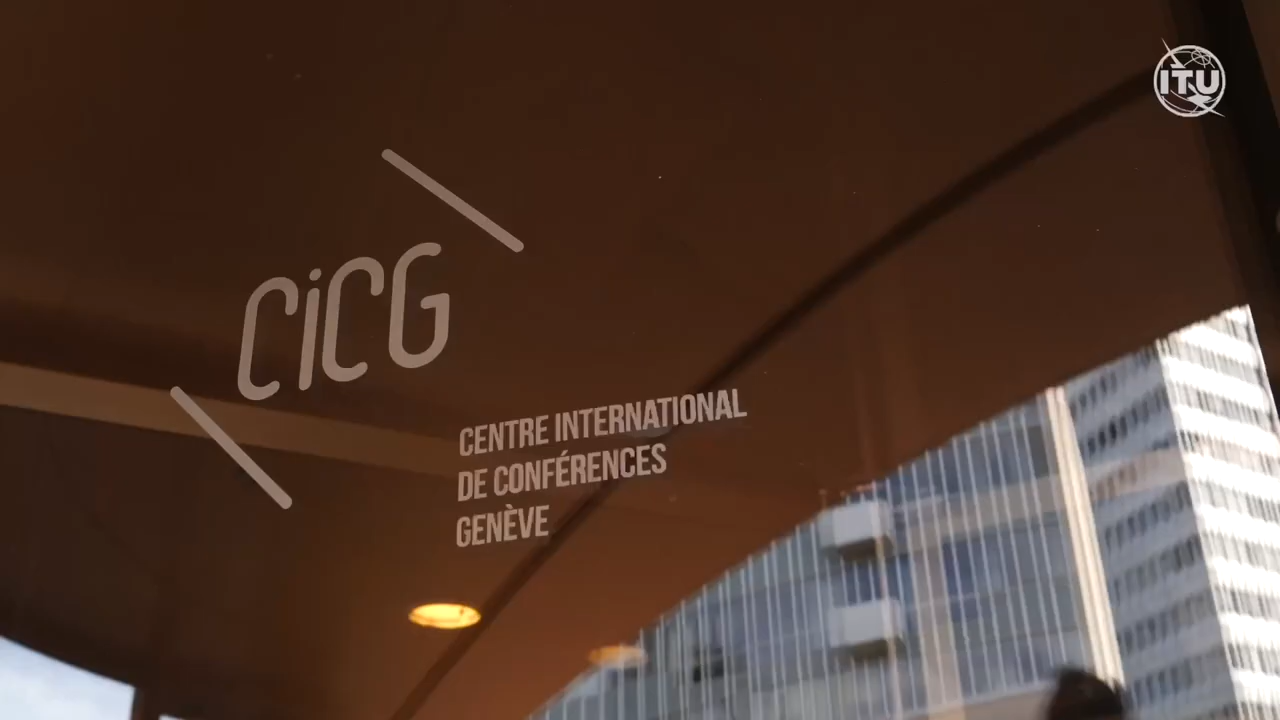 ITU
CiCG
CENTRE INTERNATIONAL
DE CONFÉRENCES
GENÈVE